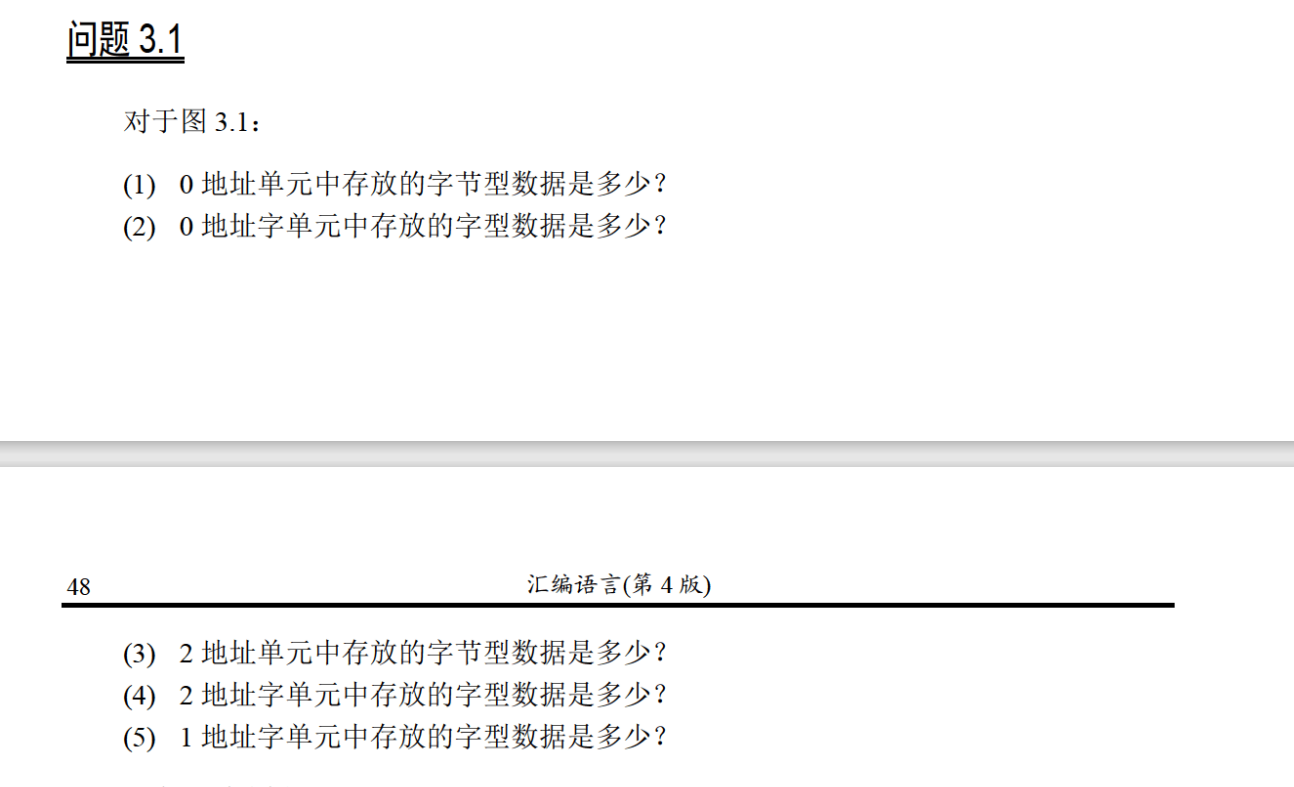 问题 3.1
对于图 3.1：
(1) 0 地址单元中存放的字节型数据是多少？
(2) 0 地址字单元中存放的字型数据是多少？
48 汇编语言(第 4 版)
(3) 2 地址单元中存放的字节型数据是多少？
(4) 2 地址字单元中存放的字型数据是多少？
(5) 1 地址字单元中存放的字型数据是多少？